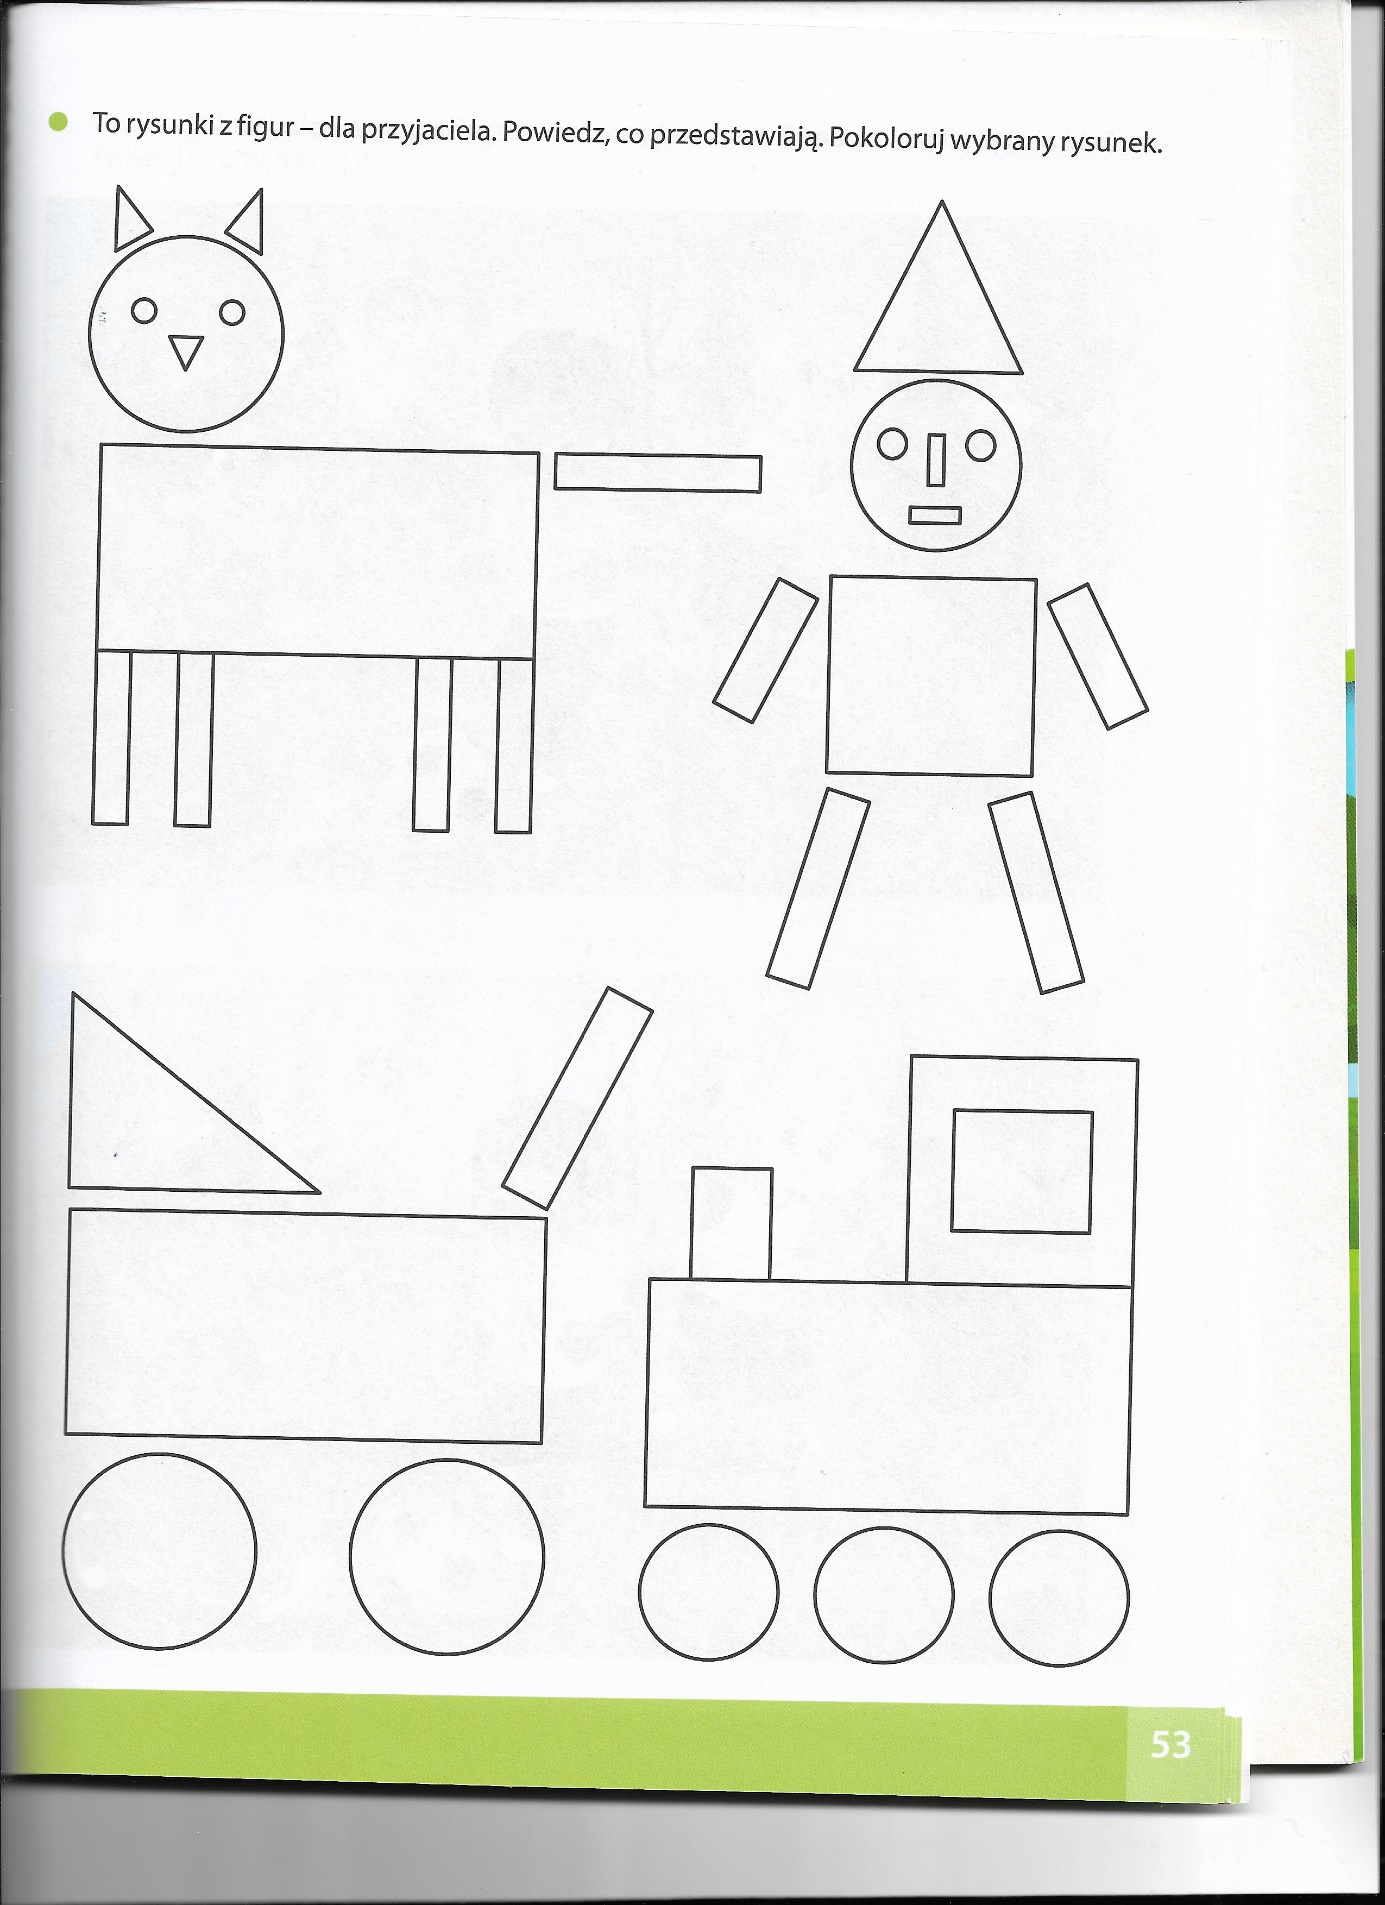 To rysunki z figur – dla przyjaciela. Powiedz, co przedstawiają. Pokoloruj wybrany rysunek.
53